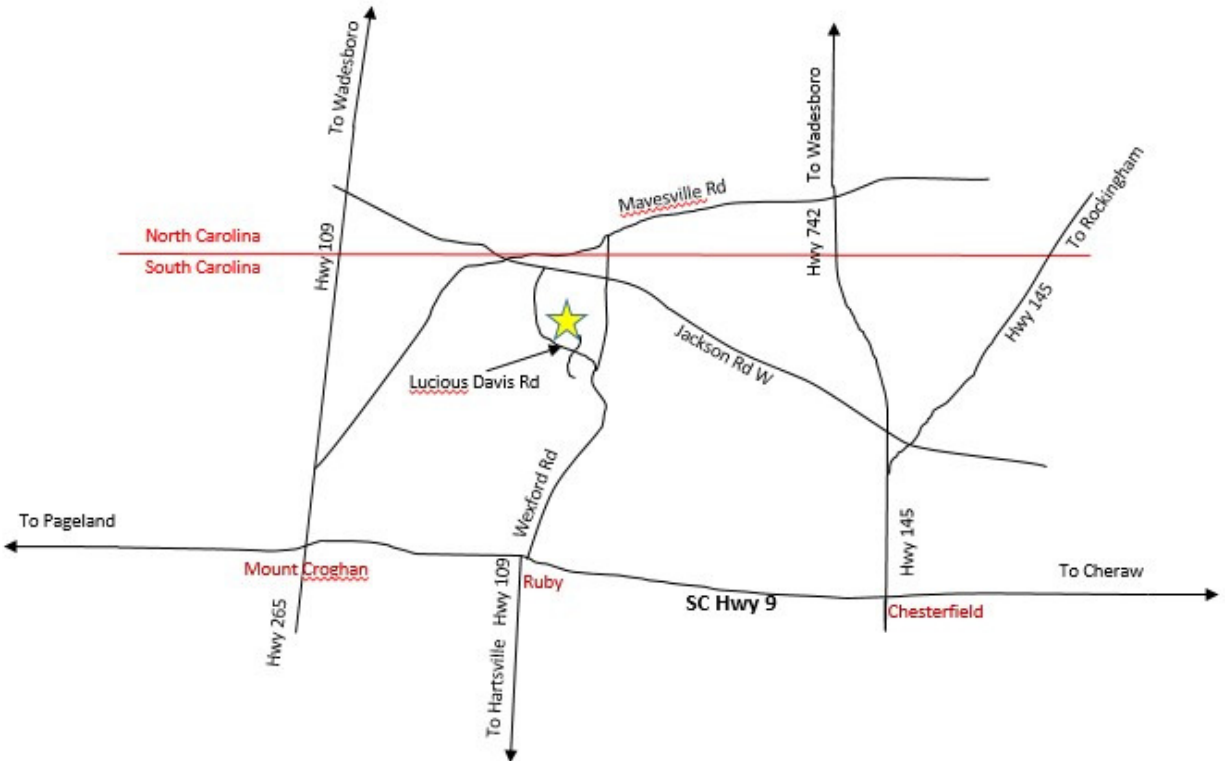 To Wadesboro
To Wadesboro
Mavesville Rd
To Rockingham
North Carolina
South Carolina
Hwy 109
Hwy 742
Hwy 145
Jackson Rd W
Lucious Davis Rd
Wexford Rd
To Pageland
Hwy 145
Mount Croghan
Hwy 109
Ruby
To Cheraw
SC Hwy 9
Chesterfield
Hwy 265
To Hartsville